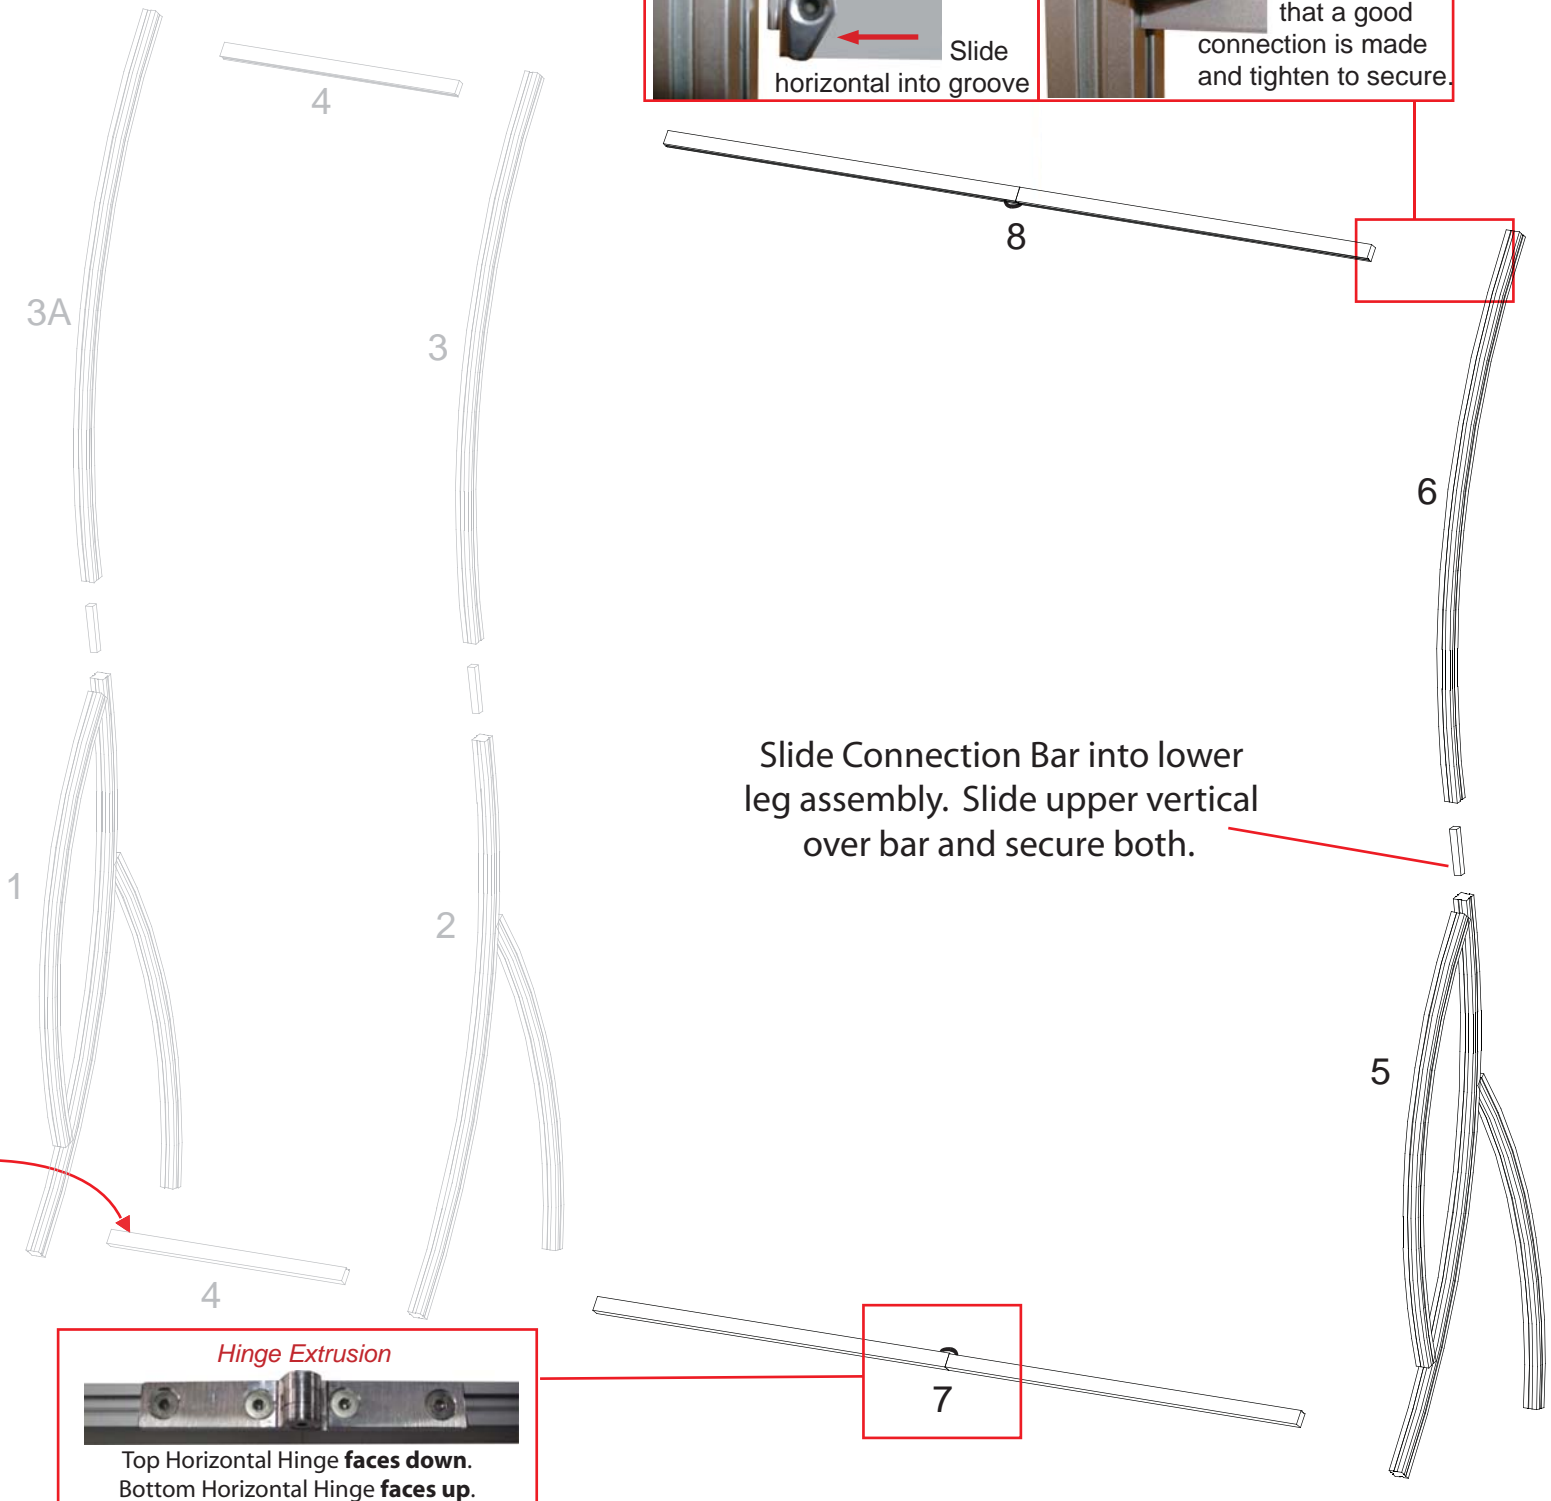 Slide
horizontal into groove
that a good
connection is made
and tighten to secure.
4
8
3A
3
6
Slide Connection Bar into lower
leg assembly. Slide upper vertical
over bar and secure both.
1
2
5
4
7
Hinge Extrusion
Top Horizontal Hinge faces down.
Bottom Horizontal Hinge faces up.